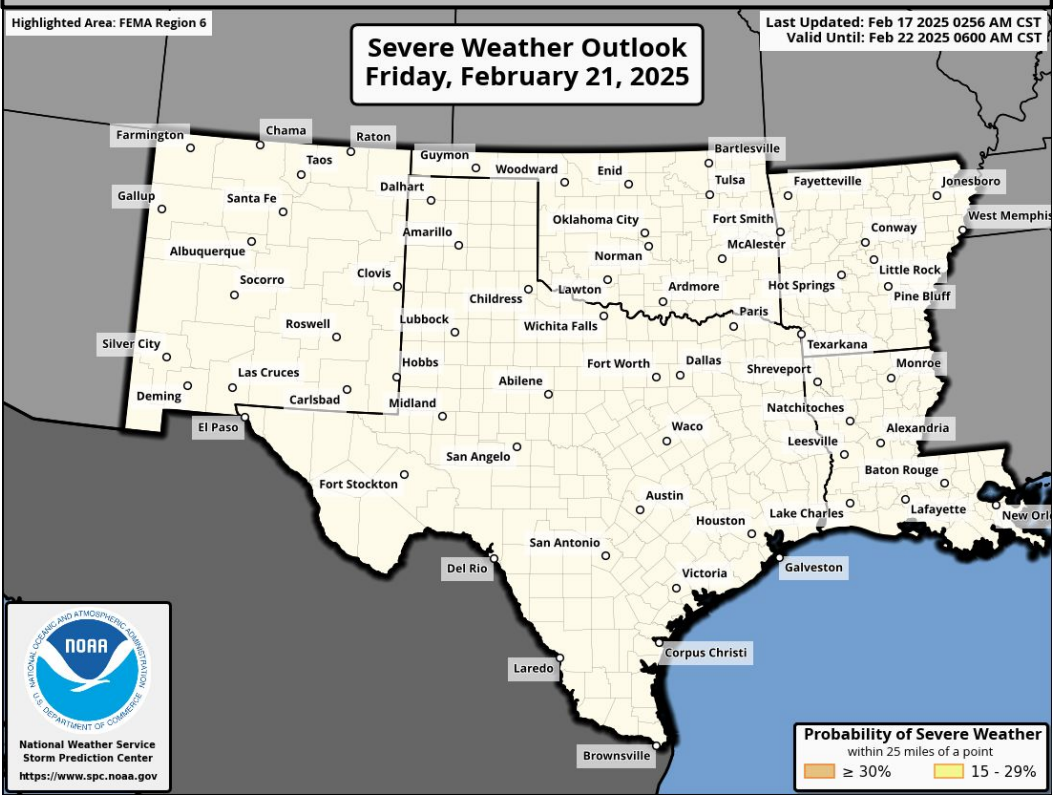 Highlighted Area: FEMA Region 6
Last Updated: Feb 17 2025 0256 AM CST
Valid Until: Feb 22 2025 0600 AM CST
Severe Weather Outlook
Friday, February 21, 2025
Farmington
Chama
Raton
Taos
Guymon
Woodward
Enid
Bartlesville
Tulsa
Fayetteville
Jonesboro
Gallup
Santa Fe
Dalhart
Oklahoma City
Fort Smith
West Memphis
Albuquerque
Amarillo
Norman
McAlester
Conway
Socorro
Clovis
Childress
Lawton
Ardmore
Hot Springs
Little Rock
Pine Bluff
Roswell
Lubbock
Wichita Falls
Paris
Texarkana
Silver City
Las Cruces
Hobbs
Fort Worth
Dallas
Shreveport
Monroe
Deming
Carlsbad
Midland
Abilene
Natchitoches
El Paso
Waco
Leesville
Alexandria
San Angelo
Fort Stockton
Baton Rouge
Austin
Houston
Lake Charles
Lafayette
New Orl
Del Rio
San Antonio
Galveston
Victoria
Laredo
Corpus Christi
Brownsville
NATIONAL OCEANIC AND ATMOSPHERIC ADMINISTRATION
NOAA
U.S. DEPARTMENT OF COMMERCE
National Weather Service
Storm Prediction Center
https://www.spc.noaa.gov
Probability of Severe Weather
within 25 miles of a point
≥ 30%
15 - 29%